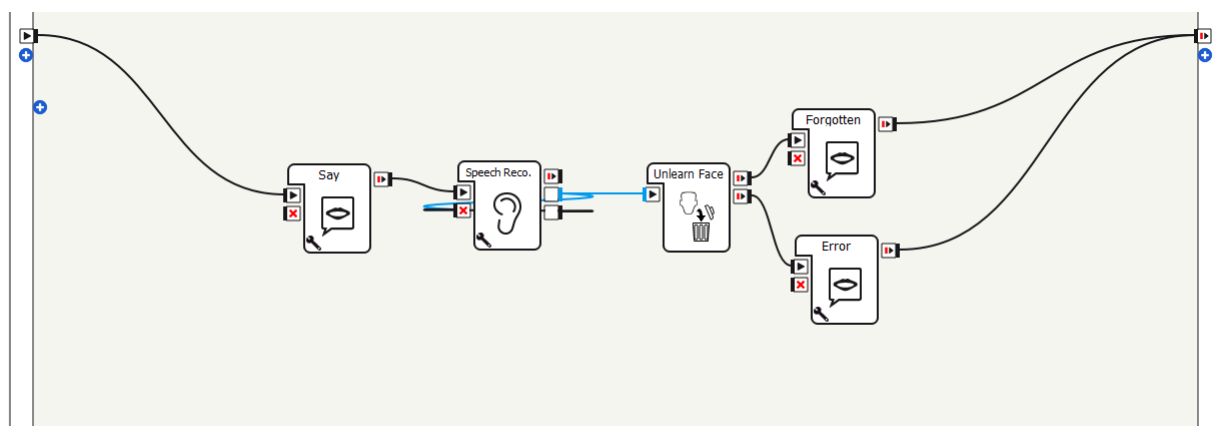 Say
Speech Reco.
Unlearn Face
Forgotten
Error